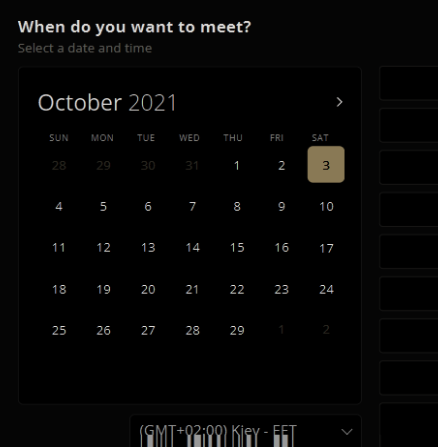 When do you want to meet?
Select a date and time
October 2021
SUN MON TUE WED THU FRI SAT
28 29 30 31 1 2 3
4 5 6 7 8 9 10
11 12 13 14 15 16 17
18 19 20 21 22 23 24
25 26 27 28 29 1 2
(GMT+02:00) Kiev - EET